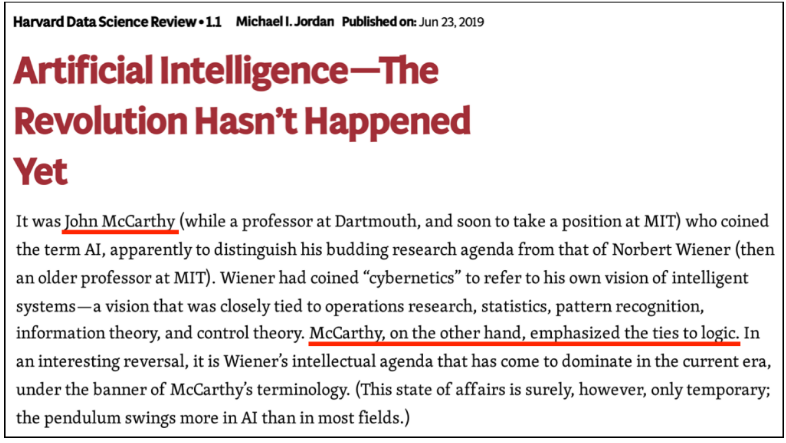 Harvard Data Science Review • 1.1 Michael I. Jordan Published on: Jun 23, 2019
Artificial Intelligence—The
Revolution Hasn’t Happened
Yet
It was John McCarthy (while a professor at Dartmouth, and soon to take a position at MIT) who coined
the term AI, apparently to distinguish his budding research agenda from that of Norbert Wiener (then
an older professor at MIT). Wiener had coined “cybernetics” to refer to his own vision of intelligent
systems—a vision that was closely tied to operations research, statistics, pattern recognition,
information theory, and control theory. McCarthy, on the other hand, emphasized the ties to logic. In
an interesting reversal, it is Wiener’s intellectual agenda that has come to dominate in the current era,
under the banner of McCarthy’s terminology. (This state of affairs is surely, however, only temporary;
the pendulum swings more in AI than in most fields.)